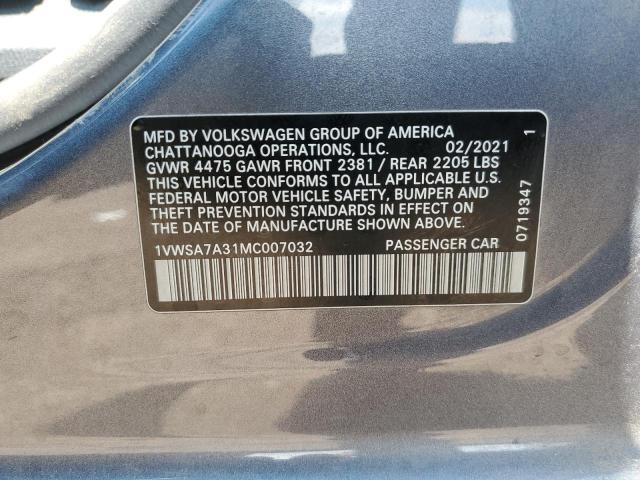 MFD BY VOLKSWAGEN GROUP OF AMERICA
CHATTANOOGA OPERATIONS, LLC. 02/2021
GVWR 4475 GAWR FRONT 2381 / REAR 2205 LBS
THIS VEHICLE CONFORMS TO ALL APPLICABLE U.S.
FEDERAL MOTOR VEHICLE SAFETY, BUMPER AND
THEFT PREVENTION STANDARDS IN EFFECT ON
THE DATE OF MANUFACTURE SHOWN ABOVE.
1VWSA7A31MC007032 PASSENGER CAR
0719347 1